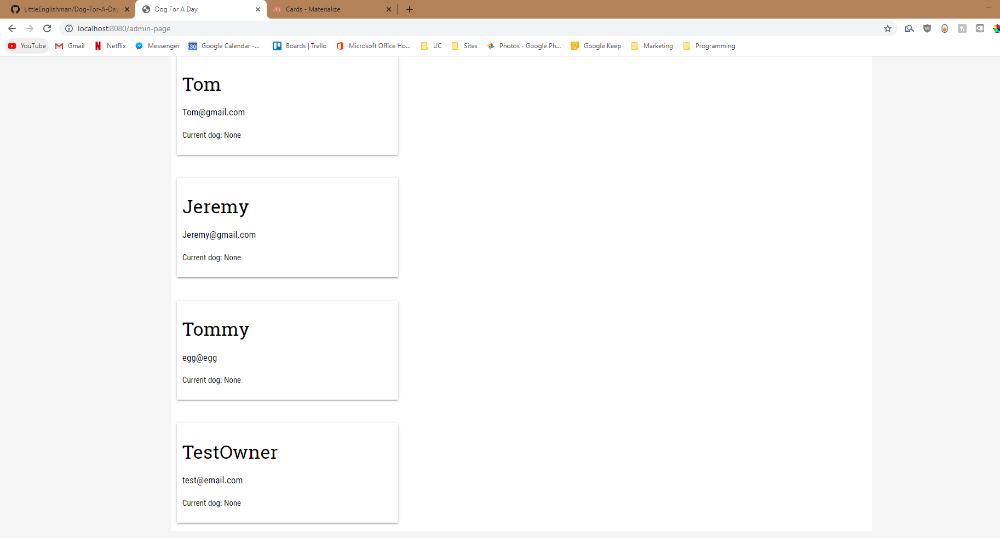 LittleEnglishman/Dog-For-A-Day
Dog For A Day
Cards - Materialize
localhost:8080/admin-page
YouTube
Gmail
Netflix
Messenger
30
Google Calendar -...
Boards | Trello
Microsoft Office Ho...
UC
Sites
Photos - Google Ph...
Google Keep
Marketing
Programming
Tom
Tom@gmail.com
Current dog: None
Jeremy
Jeremy@gmail.com
Current dog: None
Tommy
egg@egg
Current dog: None
TestOwner
test@email.com
Current dog: None